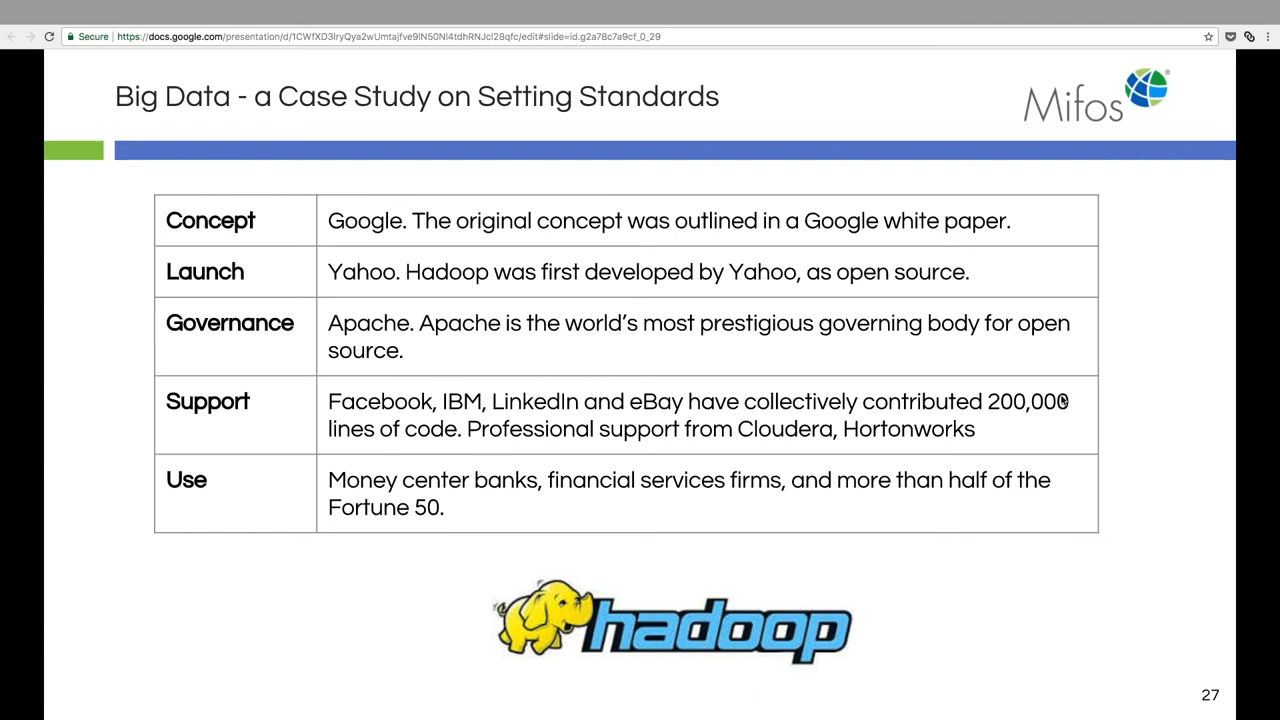 Secure https://docs.google.com/presentation/d/1CWfXD3lryQya2wUmtajfve9lN50Nl4tdhRNJcl28qfc/edit#slide=id.g2a78c7a9cf_0_29
Big Data - a Case Study on Setting Standards
Mifos
Concept Google. The original concept was outlined in a Google white paper.
Launch Yahoo. Hadoop was first developed by Yahoo, as open source.
Governance Apache. Apache is the world's most prestigious governing body for open
source.
Support Facebook, IBM, LinkedIn and eBay have collectively contributed 200,000
lines of code. Professional support from Cloudera, Hortonworks
Use Money center banks, financial services firms, and more than half of the
Fortune 50.
hadoop
27